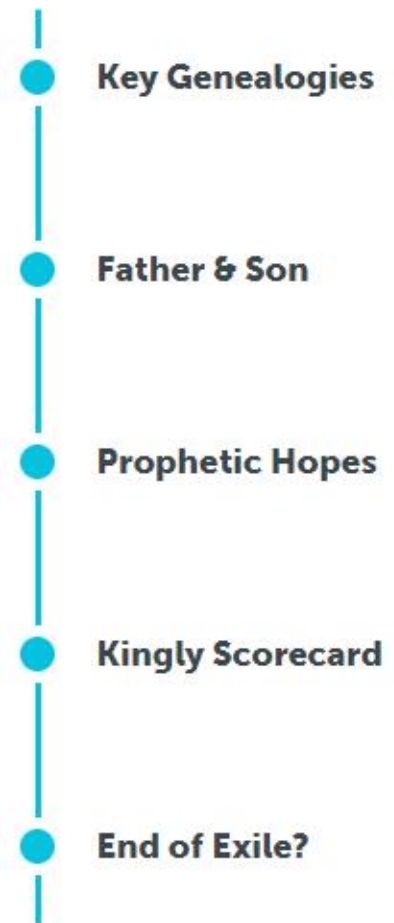 Key Genealogies
Father & Son
Prophetic Hopes
Kingly Scorecard
End of Exile?